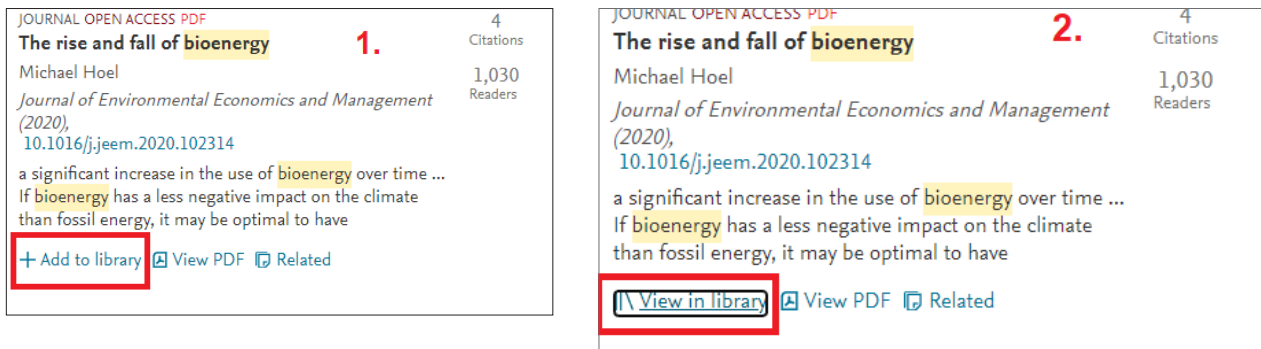 JOURNAL OPEN ACCESS PDF
The rise and fall of bioenergy
1.
4
Citations
Michael Hoel
1,030
Readers
Journal of Environmental Economics and Management
(2020),
10.1016/j.jeem.2020.102314
a significant increase in the use of bioenergy over time ...
If bioenergy has a less negative impact on the climate
than fossil energy, it may be optimal to have
+ Add to library View PDF Related
JOURNAL OPEN ACCESS PDF
The rise and fall of bioenergy
2.
4
Citations
Michael Hoel
1,030
Readers
Journal of Environmental Economics and Management
(2020),
10.1016/j.jeem.2020.102314
a significant increase in the use of bioenergy over time ...
If bioenergy has a less negative impact on the climate
than fossil energy, it may be optimal to have
View in library View PDF Related